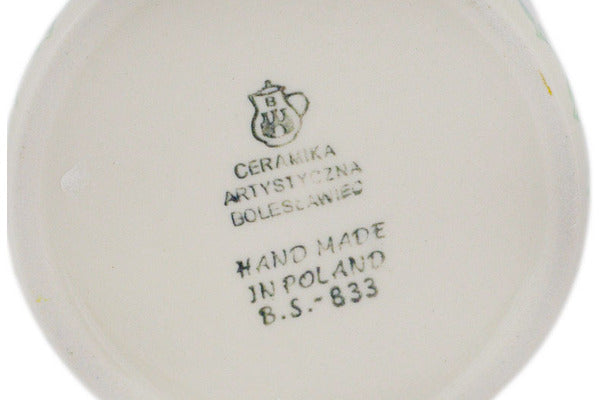 B
CERAMIKA
ARTYSTYCZNA
BOLESŁAWIEC
HAND MADE
IN POLAND
B.S.-833